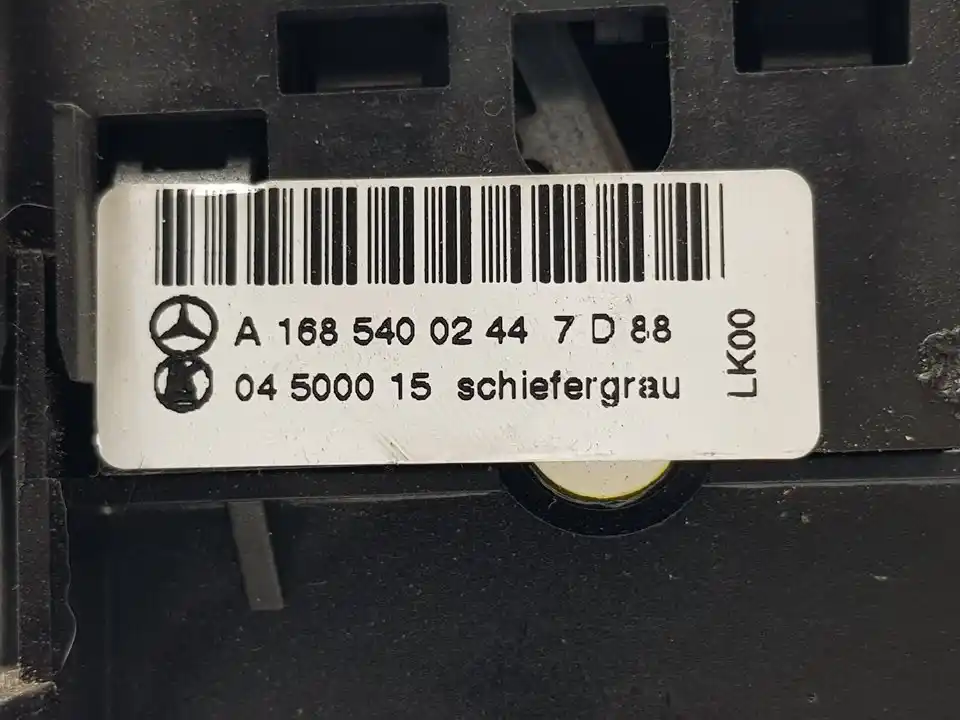 A 168 540 02 44 7 D 88
04 5000 15 schiefergrau
LK00